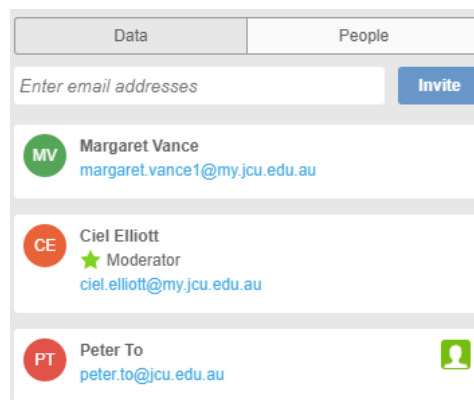 Data People
Enter email addresses Invite
MV Margaret Vance
margaret.vance1@my.jcu.edu.au
CE Ciel Elliott
Moderator
ciel.elliott@my.jcu.edu.au
PT Peter To
peter.to@jcu.edu.au